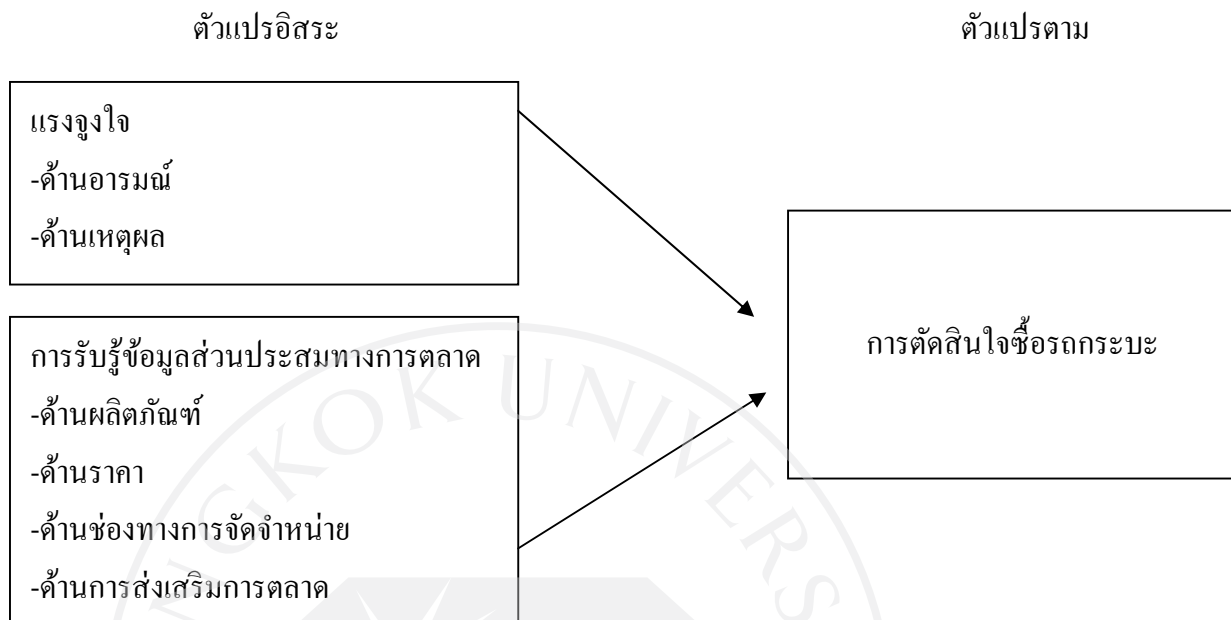 ตัวแปรอิสระ
ตัวแปรตาม
แรงจูงใจ
-ด้านอารมณ์
-ด้านเหตุผล
การรับรู้ข้อมูลส่วนประสมทางการตลาด
-ด้านผลิตภัณฑ์
-ด้านราคา
-ด้านช่องทางการจัดจำหน่าย
-ด้านการส่งเสริมการตลาด
การตัดสินใจซื้อรถกระบะ
NGKOK UNIVERS